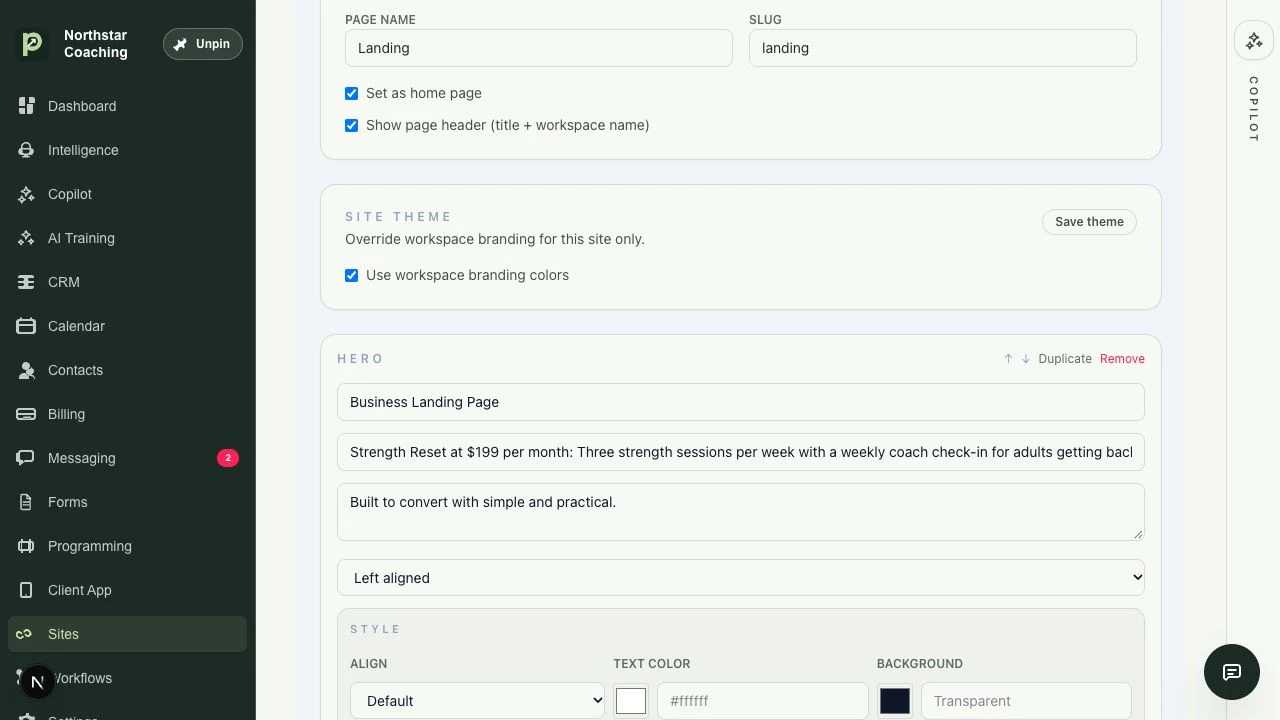 Northstar
Coaching
Unpin
Dashboard
Intelligence
Copilot
AI Training
CRM
Calendar
Contacts
Billing
Messaging
2
Forms
Programming
Client App
Sites
Workflows
N
Settings
PAGE NAME
SLUG
Landing
landing
Set as home page
Show page header (title + workspace name)
SITE THEME
Override workspace branding for this site only.
Save theme
Use workspace branding colors
HERO
↑ ↓ Duplicate Remove
Business Landing Page
Strength Reset at $199 per month: Three strength sessions per week with a weekly coach check-in for adults getting bacl
Built to convert with simple and practical.
Left aligned
STYLE
ALIGN
TEXT COLOR
BACKGROUND
Default
#ffffff
Transparent
COPILOT